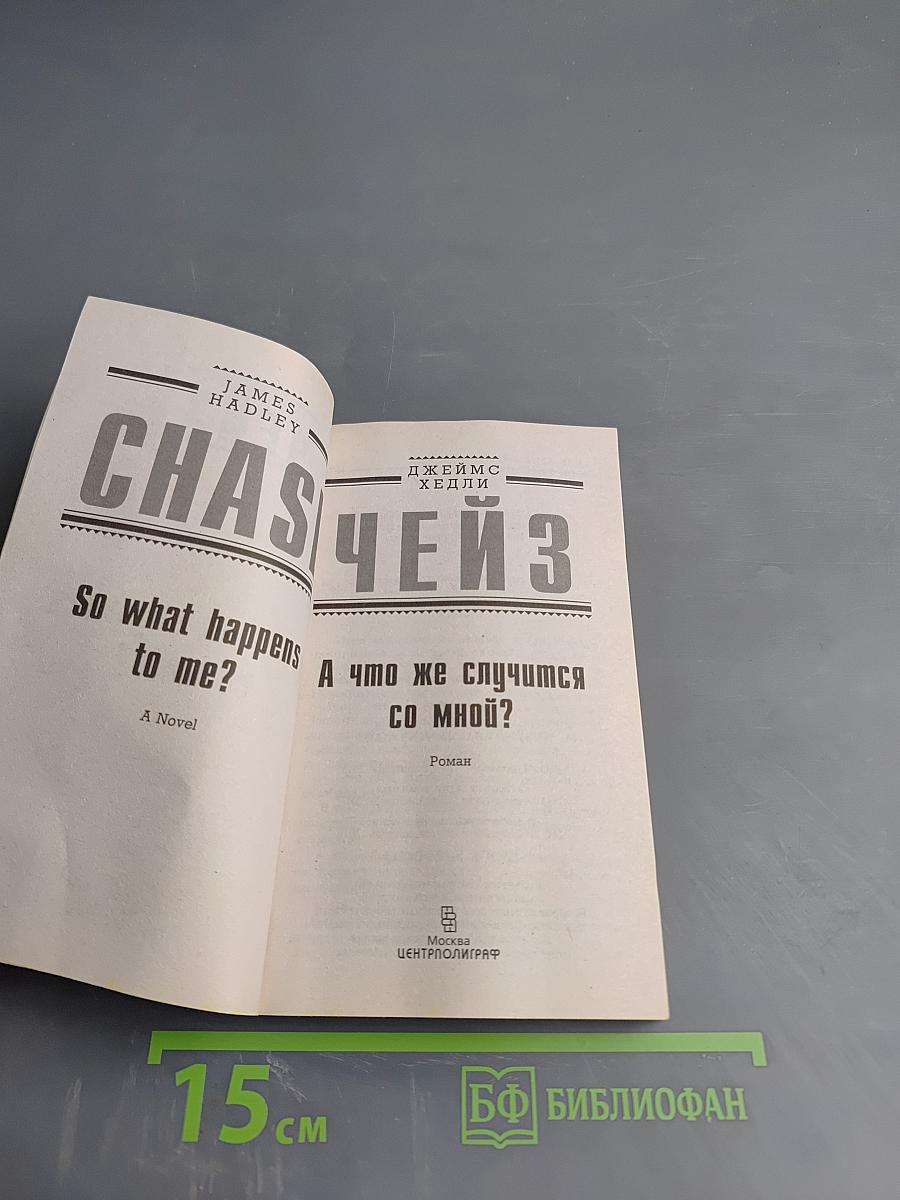 JAMES
HADLEY
CHAS
So what happens
to me?
A Novel
ДЖЕЙМС
ХЕДЛИ
ЧЕЙЗ
А что же случится
со мной?
Роман
Москва
ЦЕНТРПОЛИГРАФ
15 см
БФ БИБЛИОФАН